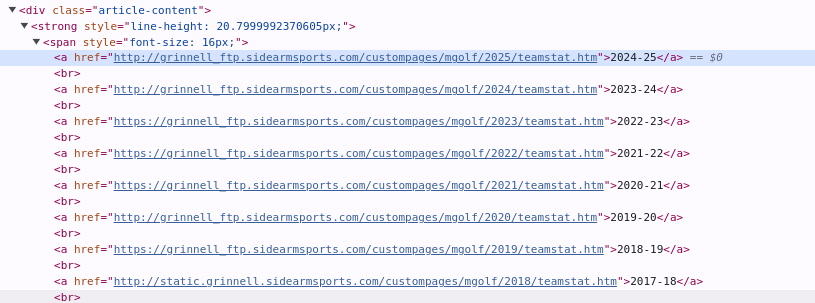 ▼<div class="article-content">
▼<strong style="line-height: 20.7999992370605px;">
▼<span style="font-size: 16px;">
<a href="http://grinnell_ftp.sidearmsports.com/custompages/mgolf/2025/teamstat.htm">2024-25</a> == $0
<br>
<a href="http://grinnell_ftp.sidearmsports.com/custompages/mgolf/2024/teamstat.htm">2023-24</a>
<br>
<a href="https://grinnell_ftp.sidearmsports.com/custompages/mgolf/2023/teamstat.htm">2022-23</a>
<br>
<a href="https://grinnell_ftp.sidearmsports.com/custompages/mgolf/2022/teamstat.htm">2021-22</a>
<br>
<a href="https://grinnell_ftp.sidearmsports.com/custompages/mgolf/2021/teamstat.htm">2020-21</a>
<br>
<a href="http://grinnell_ftp.sidearmsports.com/custompages/mgolf/2020/teamstat.htm">2019-20</a>
<br>
<a href="https://grinnell_ftp.sidearmsports.com/custompages/mgolf/2019/teamstat.htm">2018-19</a>
<br>
<a href="http://static.grinnell.sidearmsports.com/custompages/mgolf/2018/teamstat.htm">2017-18</a>
<br>